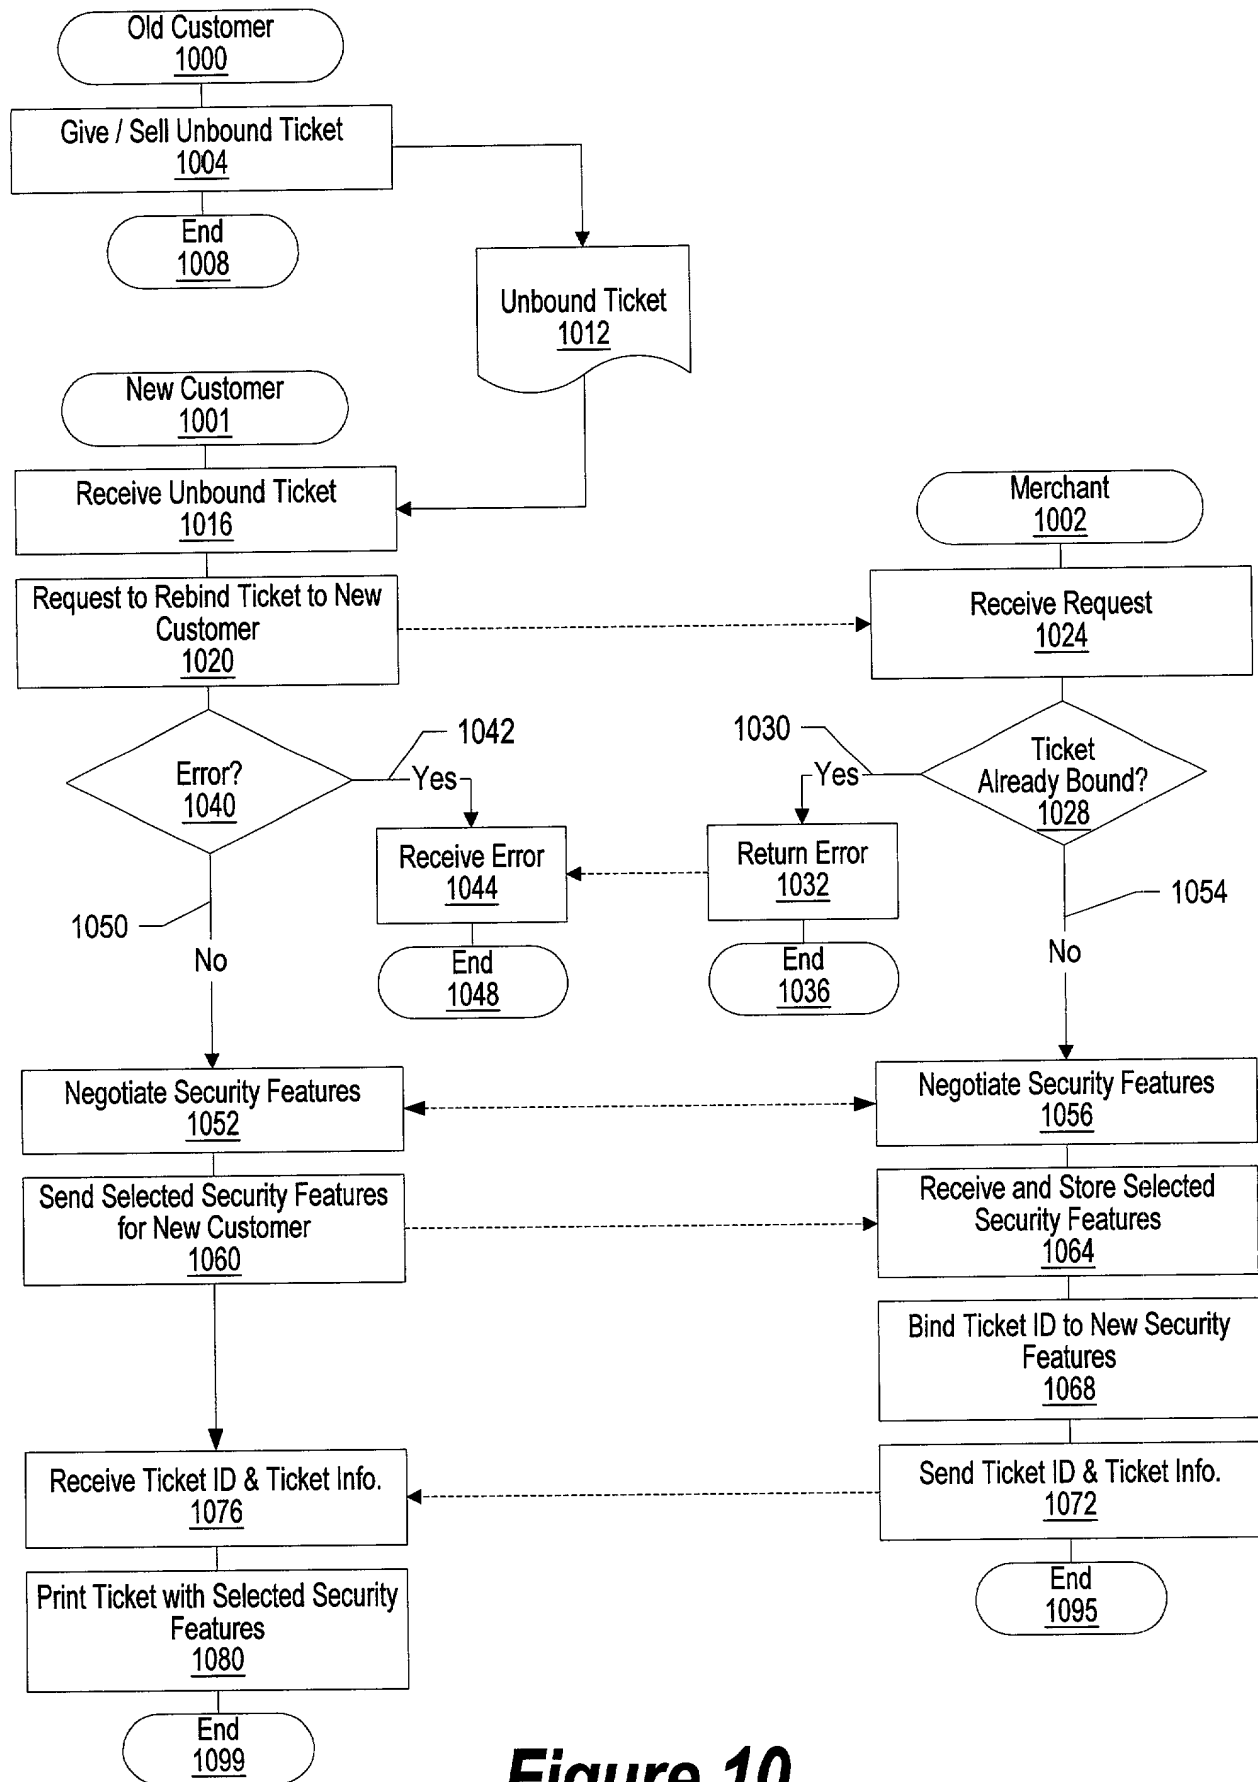 Old Customer
1000
Give / Sell Unbound Ticket
1004
End
1008
Unbound Ticket
1012
New Customer
1001
Receive Unbound Ticket
1016
Merchant
1002
Request to Rebind Ticket to New
Customer
1020
Receive Request
1024
Error?
1040
1042
Yes
1030
Yes
Ticket
Already Bound?
1028
Receive Error
1044
Return Error
1032
1050
No
1054
No
End
1048
End
1036
Negotiate Security Features
1052
Negotiate Security Features
1056
Send Selected Security Features
for New Customer
1060
Receive and Store Selected
Security Features
1064
Bind Ticket ID to New Security
Features
1068
Receive Ticket ID & Ticket Info.
1076
Send Ticket ID & Ticket Info.
1072
Print Ticket with Selected Security
Features
1080
End
1095
End
1099
Figure 10